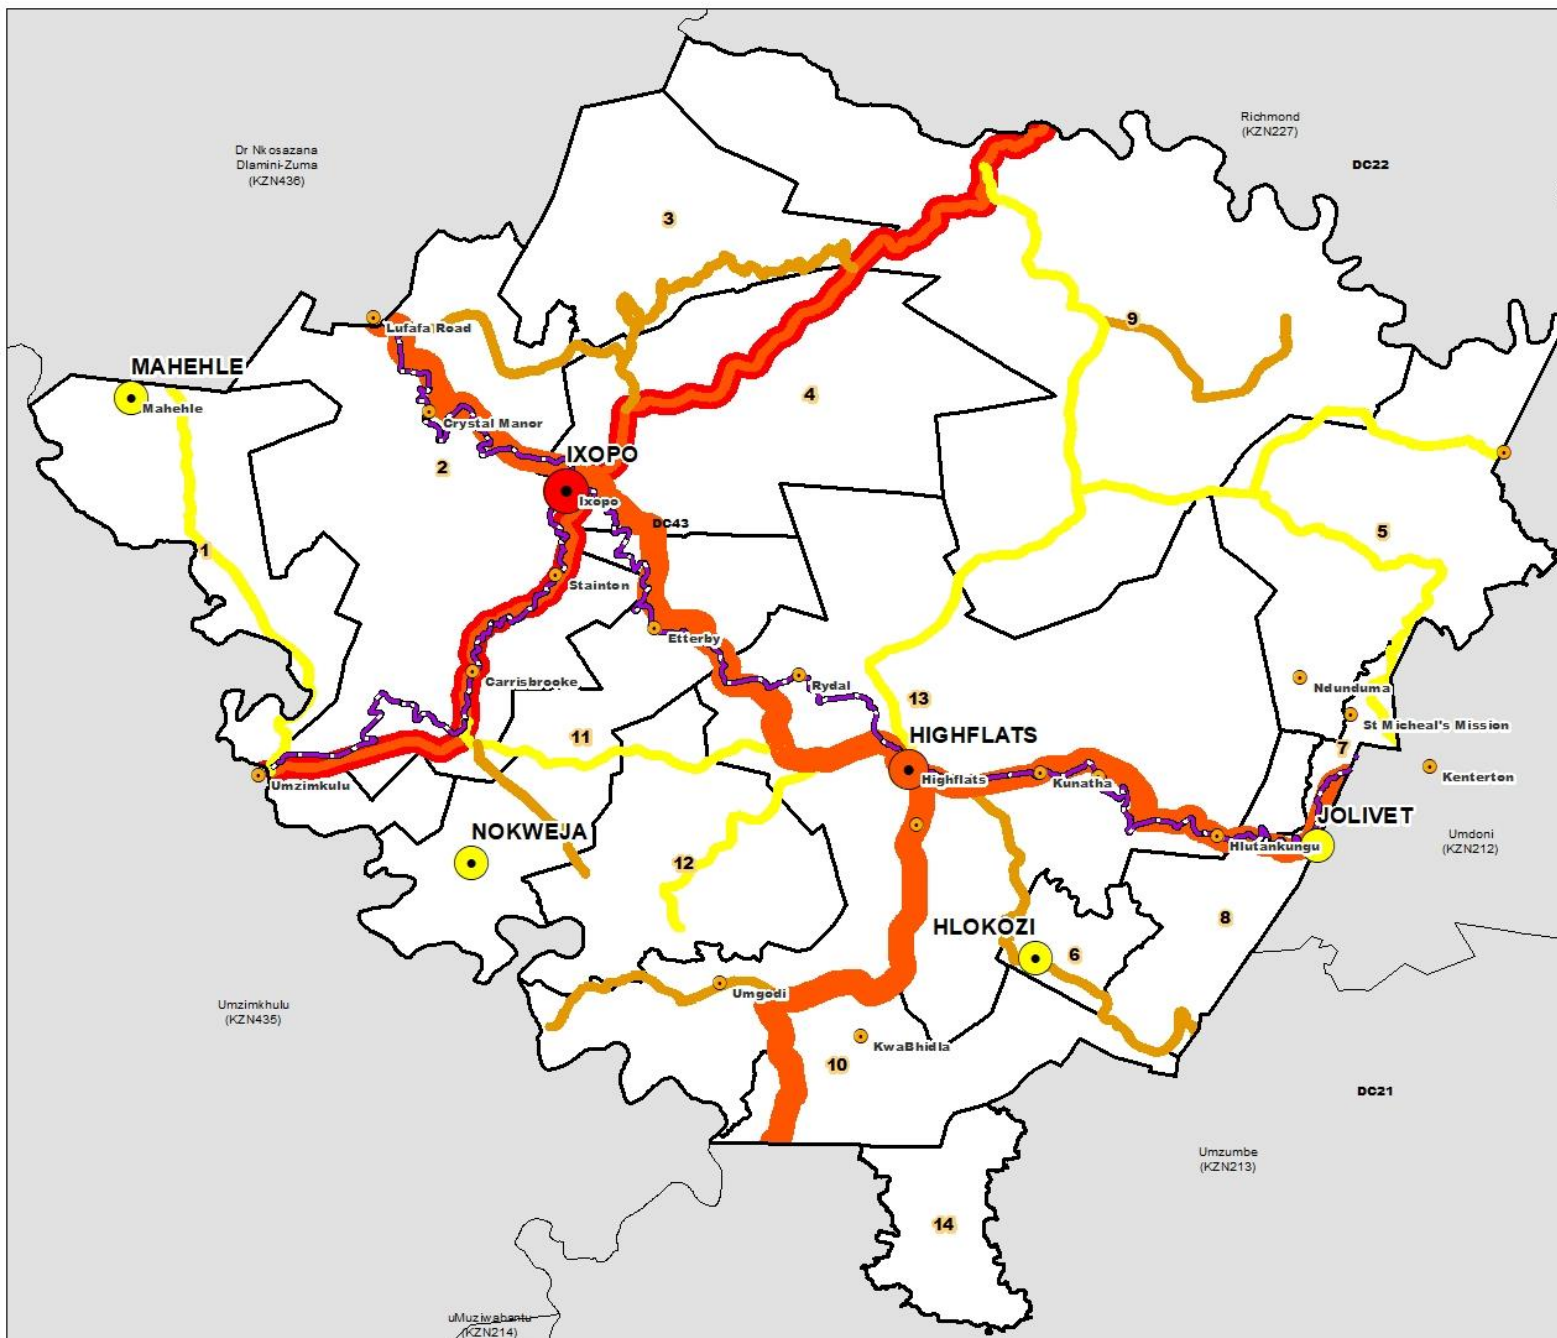 Richmond
(KZN227)
Dr Nkosazana
Dlamini-Zuma
(KZN436)
DC22
3
9
Lufafa Road
MAHEHLE
Mahehle
4
Crystal Manor
IXOPO
2
Ixopo
DC43
5
1
Stainton
Etterby
Carrisbrooke
Rydal
Ndunduma
13
St Micheal's Mission
11
HIGHFLATS
7
Umzimkulu
Highflats
Kunatha
Kenterton
JOLIVET
NOKWEJA
Hlutankungu
Umdoni
(KZN212)
12
8
HLOKOZI
6
Umgodi
Umzimkhulu
(KZN435)
KwaBhidla
10
DC21
Umzumbe
(KZN213)
14
uMuziwabantu
(KZN214)